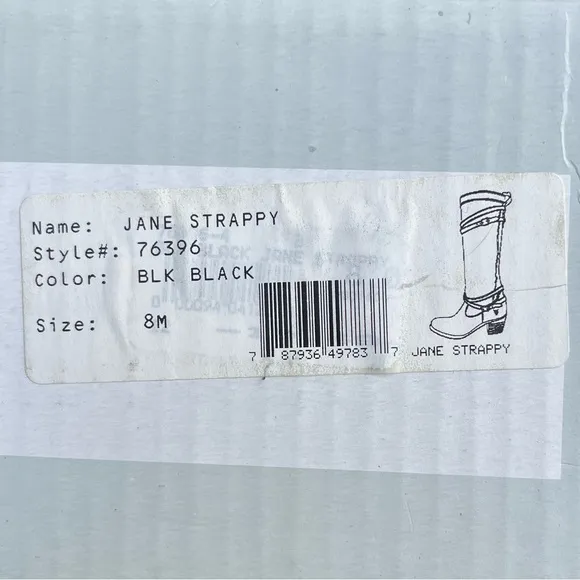 Name: JANE STRAPPY
Style#: 76396
Color: BLK BLACK
Size: 8M
7 87936 49783 7
JANE STRAPPY